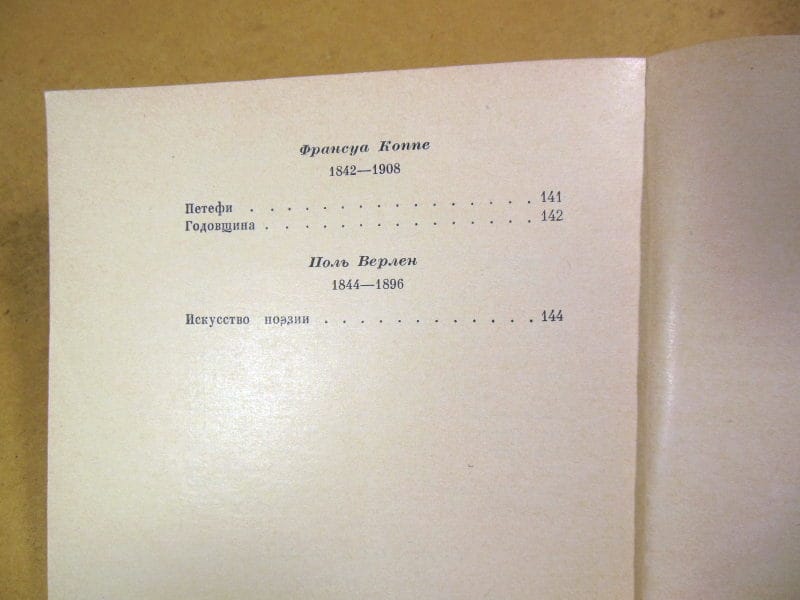 Франсуа Коппе
1842—1908
Петефи . . . . . . . . . . . . . . . . 141
Годовщина . . . . . . . . . . . . . . . 142
Поль Верлен
1844—1896
Искусство поэзии . . . . . . . . . . . . 144